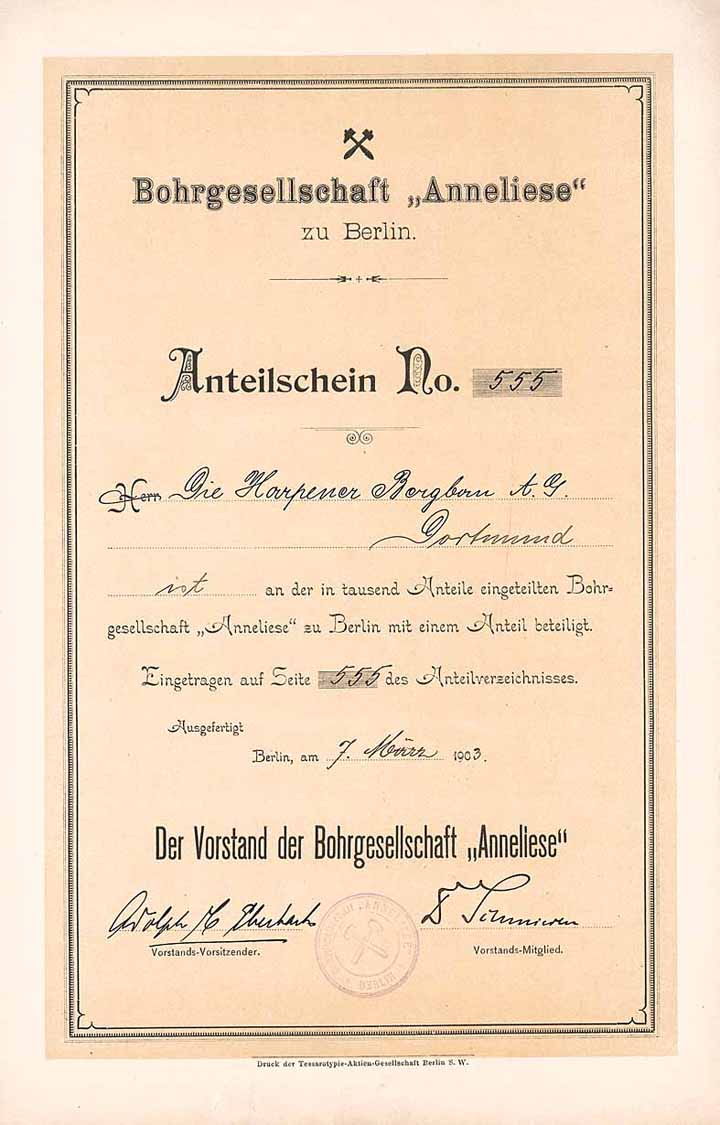 Bohrgesellschaft „Anneliese“
zu Berlin.
Anteilschein No. 555
Herrn Die Harpener Bergbau A. G.
Dortmund
ist an der in tausend Anteile eingeteilten Bohr-
gesellschaft „Anneliese“ zu Berlin mit einem Anteil beteiligt.
Eingetragen auf Seite 555 des Anteilverzeichnisses.
Ausgefertigt
Berlin, am 7. März 1903.
Der Vorstand der Bohrgesellschaft „Anneliese“
Adolph H
Vorstands-Vorsitzender.
Vorstands-Mitglied.
BERLIN
Druck der Tessarotypie-Aktien-Gesellschaft Berlin S. W.